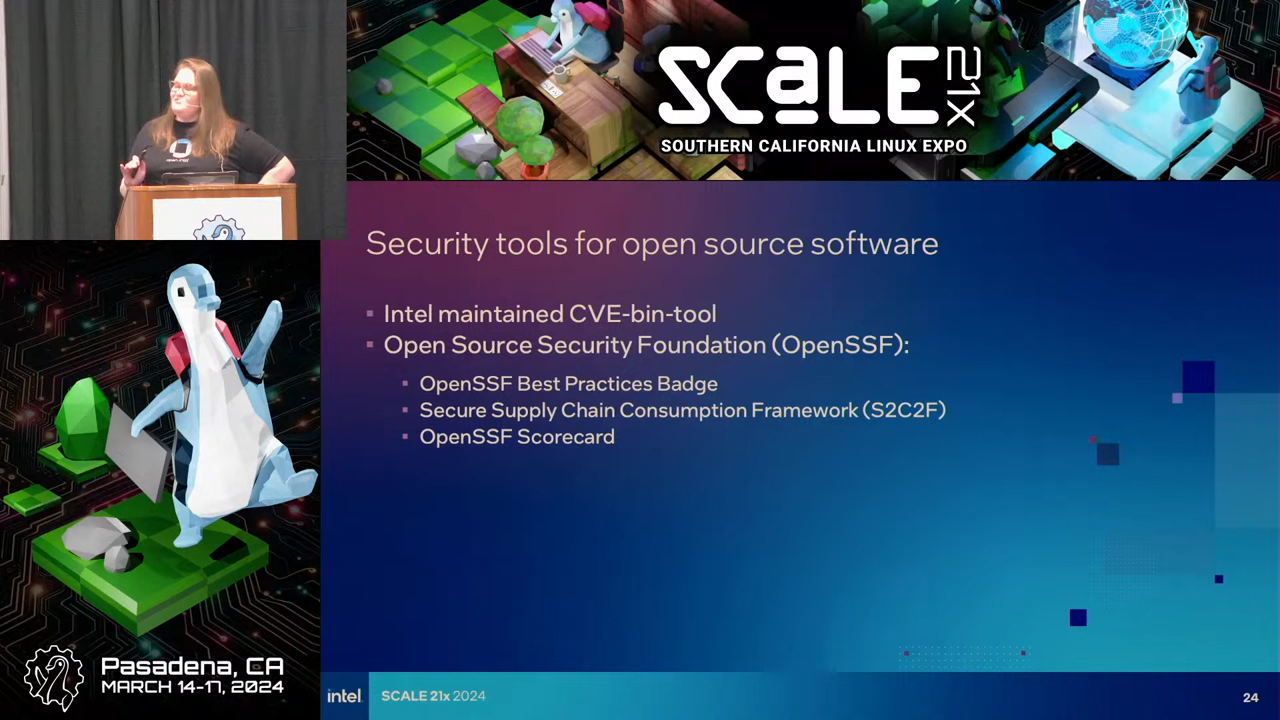 SCALE 21x
SOUTHERN CALIFORNIA LINUX EXPO
Security tools for open source software
Intel maintained CVE-bin-tool
Open Source Security Foundation (OpenSSF):
OpenSSF Best Practices Badge
Secure Supply Chain Consumption Framework (S2C2F)
OpenSSF Scorecard
Pasadena, CA
MARCH 14-17, 2024
intel
SCALE 21x 2024
24